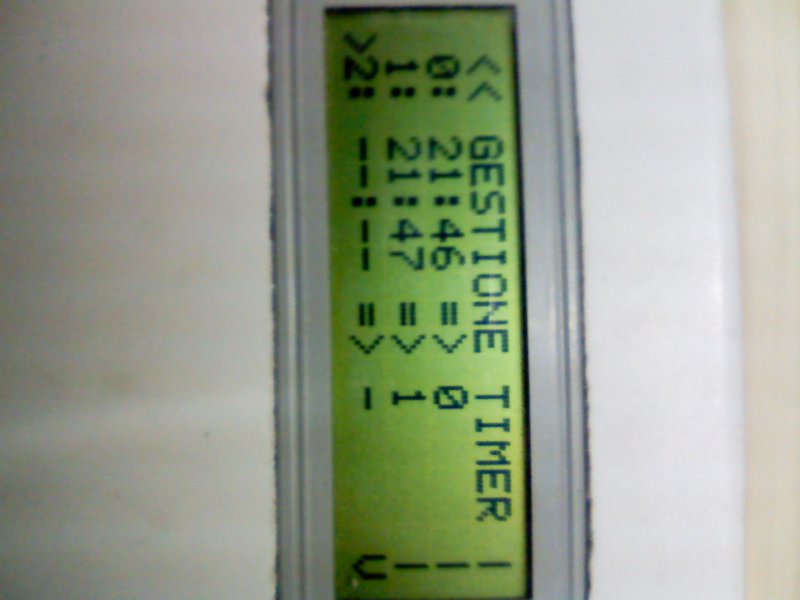 << GESTIONE TIMER |
0: 21:46 => 0 |
1: 21:47 => 1 |
>2: --:-- => - V